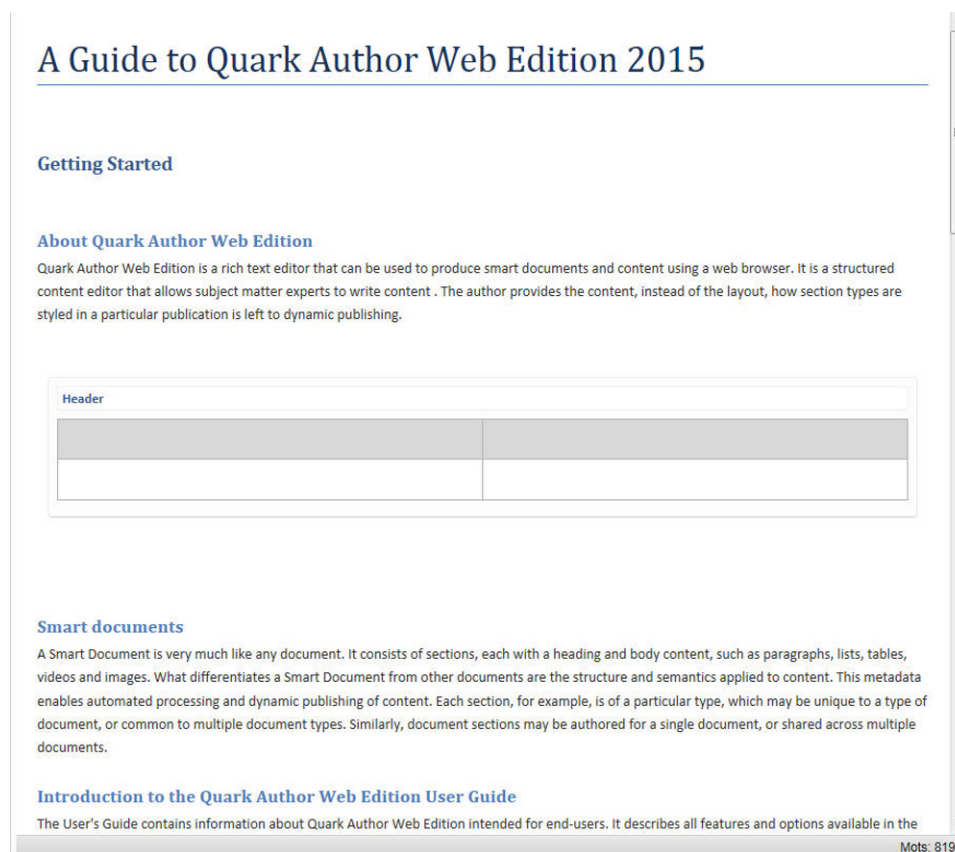 A Guide to Quark Author Web Edition 2015
Getting Started
About Quark Author Web Edition
Quark Author Web Edition is a rich text editor that can be used to produce smart documents and content using a web browser. It is a structured
content editor that allows subject matter experts to write content . The author provides the content, instead of the layout, how section types are
styled in a particular publication is left to dynamic publishing.
Header
Smart documents
A Smart Document is very much like any document. It consists of sections, each with a heading and body content, such as paragraphs, lists, tables,
videos and images. What differentiates a Smart Document from other documents are the structure and semantics applied to content. This metadata
enables automated processing and dynamic publishing of content. Each section, for example, is of a particular type, which may be unique to a type of
document, or common to multiple document types. Similarly, document sections may be authored for a single document, or shared across multiple
documents.
Introduction to the Quark Author Web Edition User Guide
The User's Guide contains information about Quark Author Web Edition intended for end-users. It describes all features and options available in the
Mots: 819